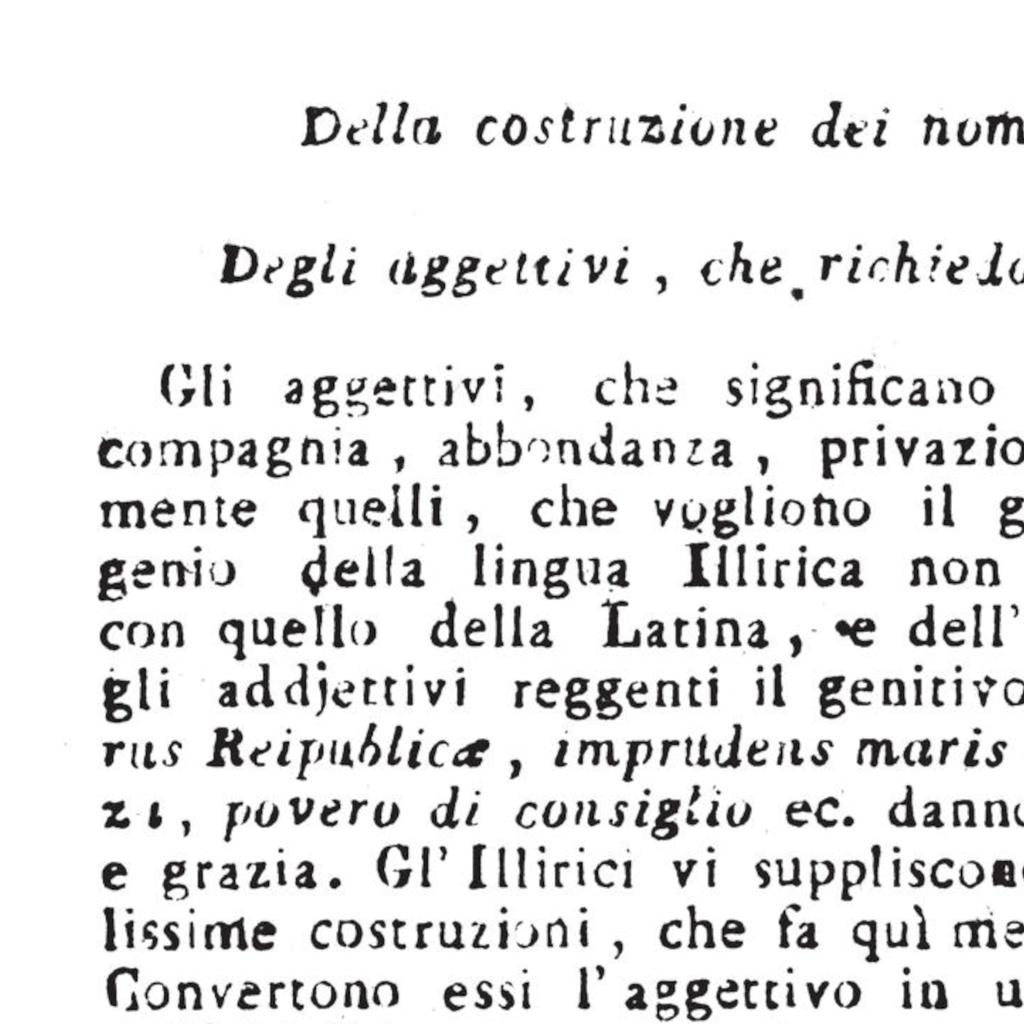 Della costruzione dei nom
Degli aggettivi, che richiedo
Gli aggettivi, che significano
compagnia, abbondanza, privazio
mente quelli, che vogliono il g
genio della lingua Illirica non
con quello della Latina, e dell'
gli addjettivi reggenti il genitivo
rus Reipublicæ, imprudens maris
zi, povero di consiglio ec. danno
e grazia. Gl'Illirici vi suppliscono
lissime costruzioni, che fa quì me
Convertono essi l'aggettivo in u